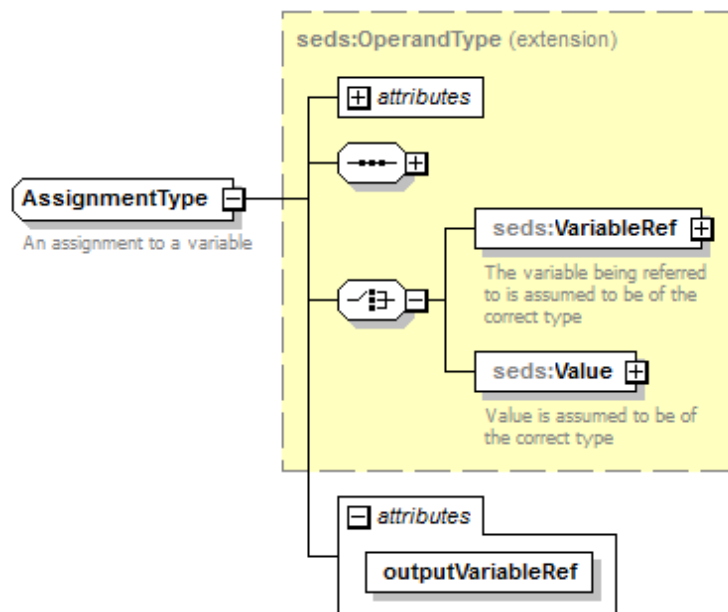 seds:OperandType (extension)
attributes
AssignmentType
An assignment to a variable
seds:VariableRef
The variable being referred
to is assumed to be of the
correct type
seds:Value
Value is assumed to be of
the correct type
attributes
outputVariableRef